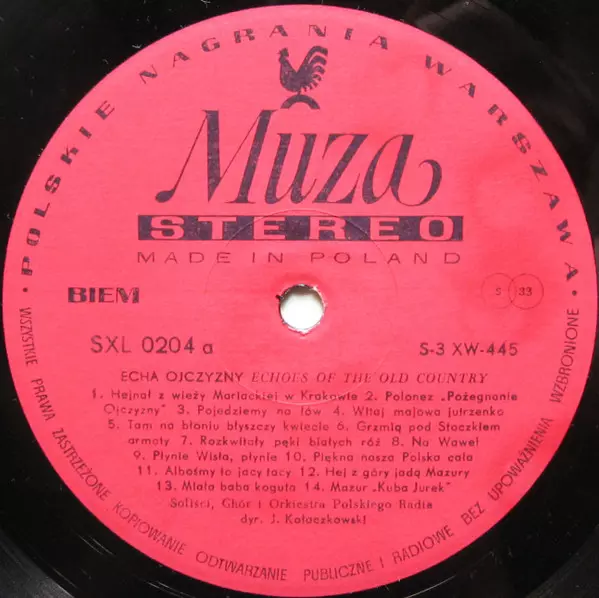 • POLSKIE NAGRANIA WARSZAWA •
Muza
STEREO
MADE IN POLAND
BIEM
S 33
SXL 0204 a
S-3 XW-445
ECHA OJCZYZNY ECHOES OF THE OLD COUNTRY
1. Hejnał z wieży Mariackiej w Krakowie 2. Polonez „Pożegnanie
Ojczyzny” 3. Pojedziemy na łów 4. Witaj majowa jutrzenko
5. Tam na błoniu błyszczy kwiecie 6. Grzmią pod Stoczkiem
armaty 7. Rozkwitały pęki białych róż 8. Na Wawel
9. Płynie Wisła, płynie 10. Piękna nasza Polska cała
11. Albośmy to jacy tacy 12. Hej z góry jadą Mazury
13. Miała baba koguta 14. Mazur „Kuba Jurek”
Soliści, Chór i Orkiestra Polskiego Radia
dyr. J. Kołaczkowski
WSZYSTKIE PRAWA ZASTRZEŻONE KOPIOWANIE ODTWARZANIE PUBLICZNE I RADIOWE BEZ UPOWAŻNIENIA WZBRONIONE